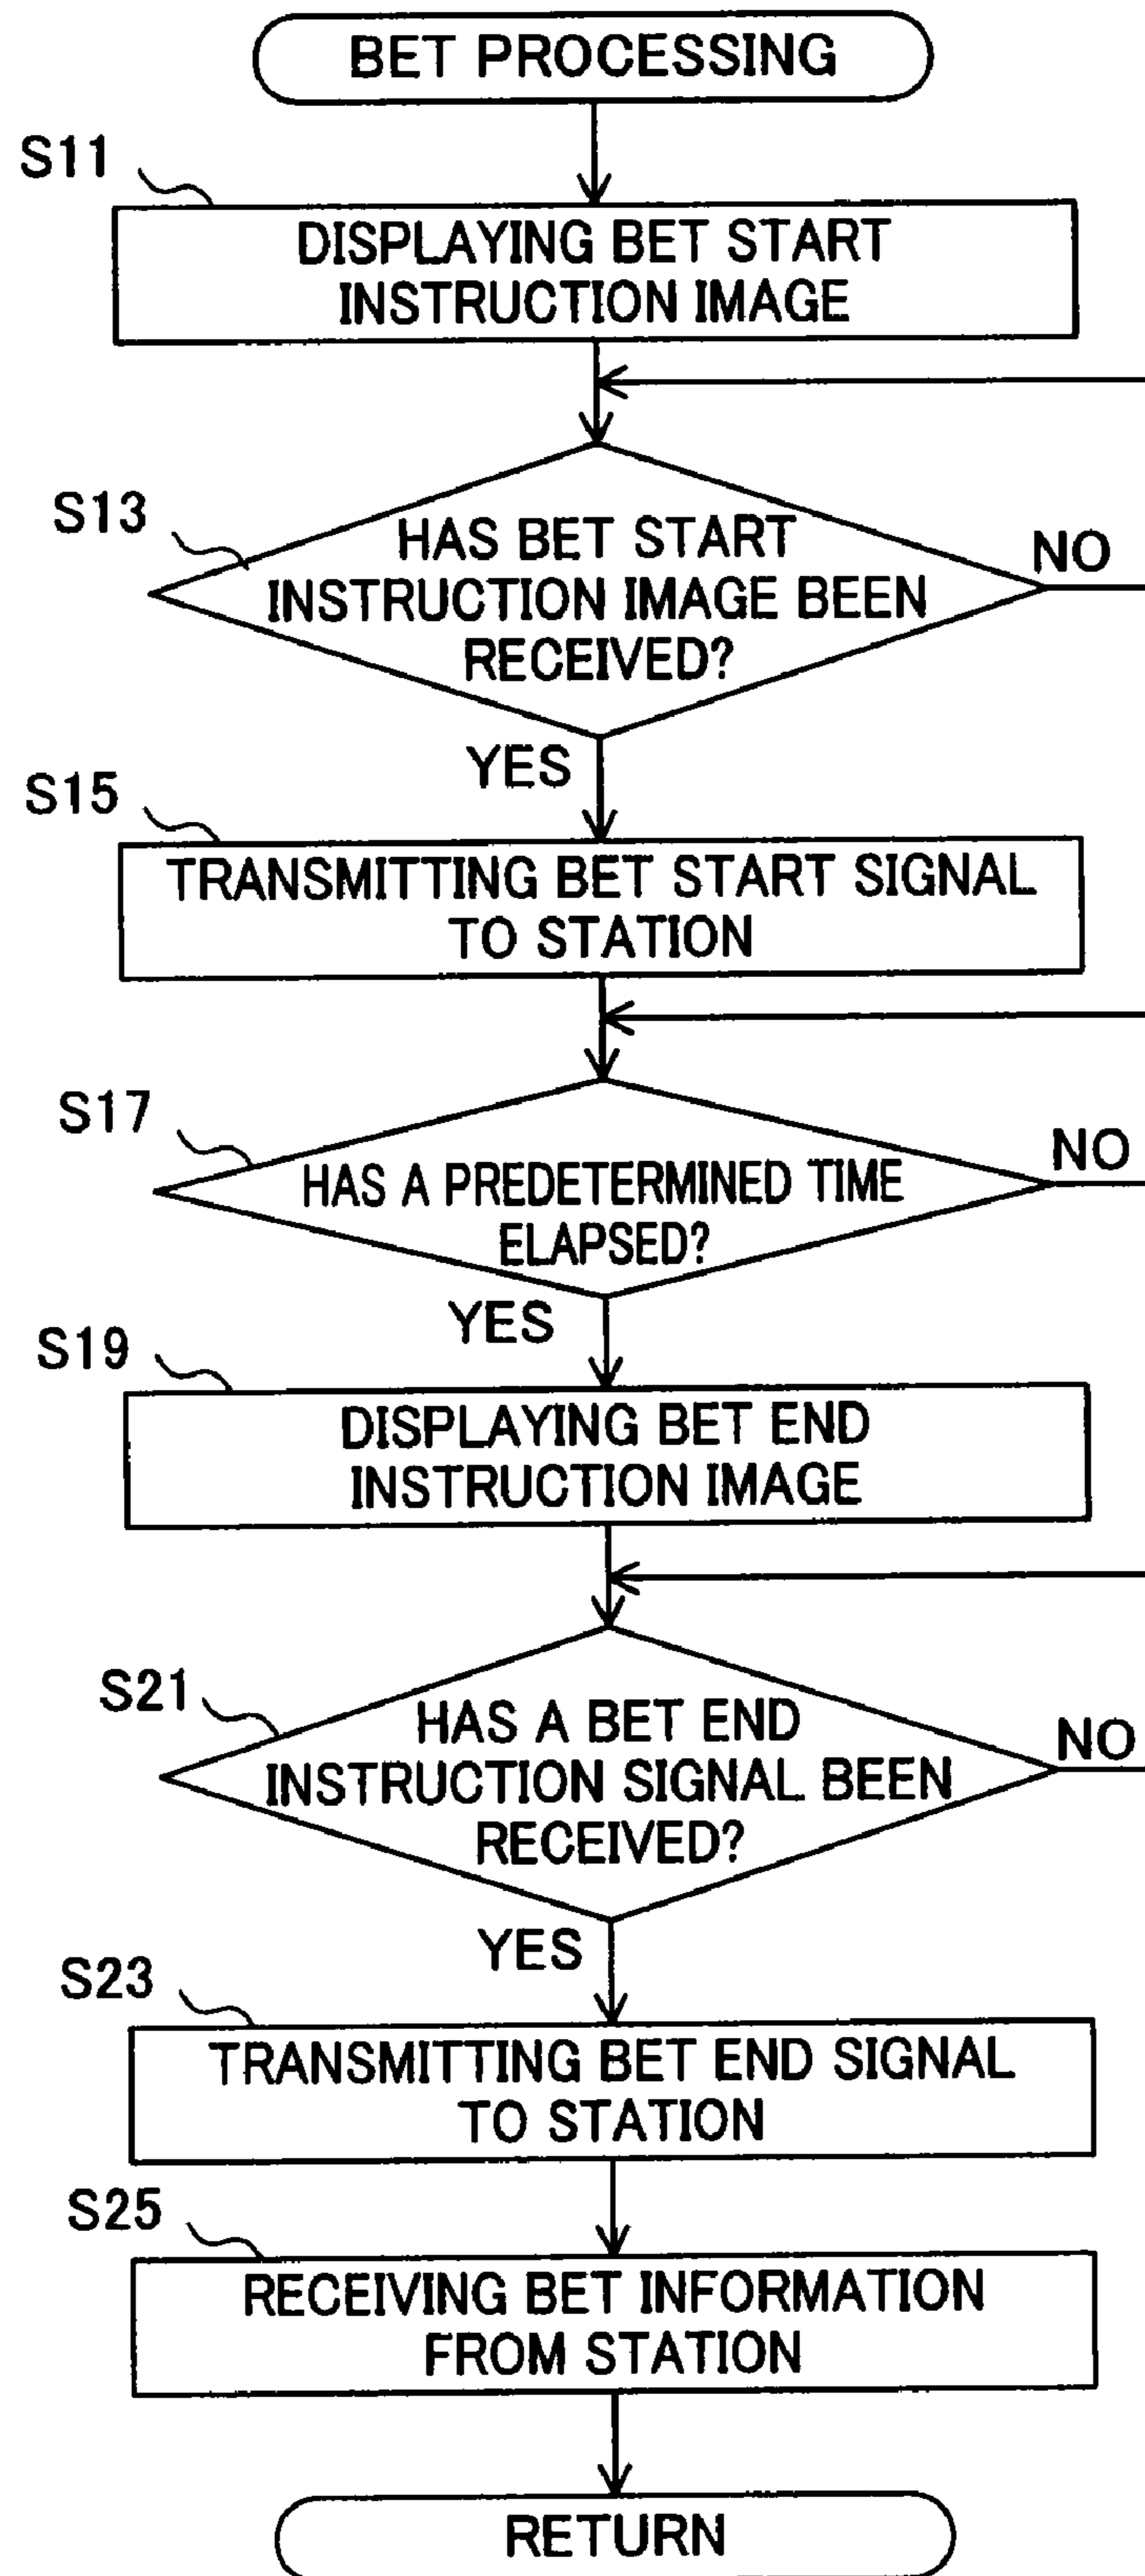 BET PROCESSING
S11
DISPLAYING BET START
INSTRUCTION IMAGE
S13
HAS BET START
INSTRUCTION IMAGE BEEN
RECEIVED?
NO
YES
S15
TRANSMITTING BET START SIGNAL
TO STATION
S17
HAS A PREDETERMINED TIME
ELAPSED?
NO
YES
S19
DISPLAYING BET END
INSTRUCTION IMAGE
S21
HAS A BET END
INSTRUCTION SIGNAL BEEN
RECEIVED?
NO
YES
S23
TRANSMITTING BET END SIGNAL
TO STATION
S25
RECEIVING BET INFORMATION
FROM STATION
RETURN